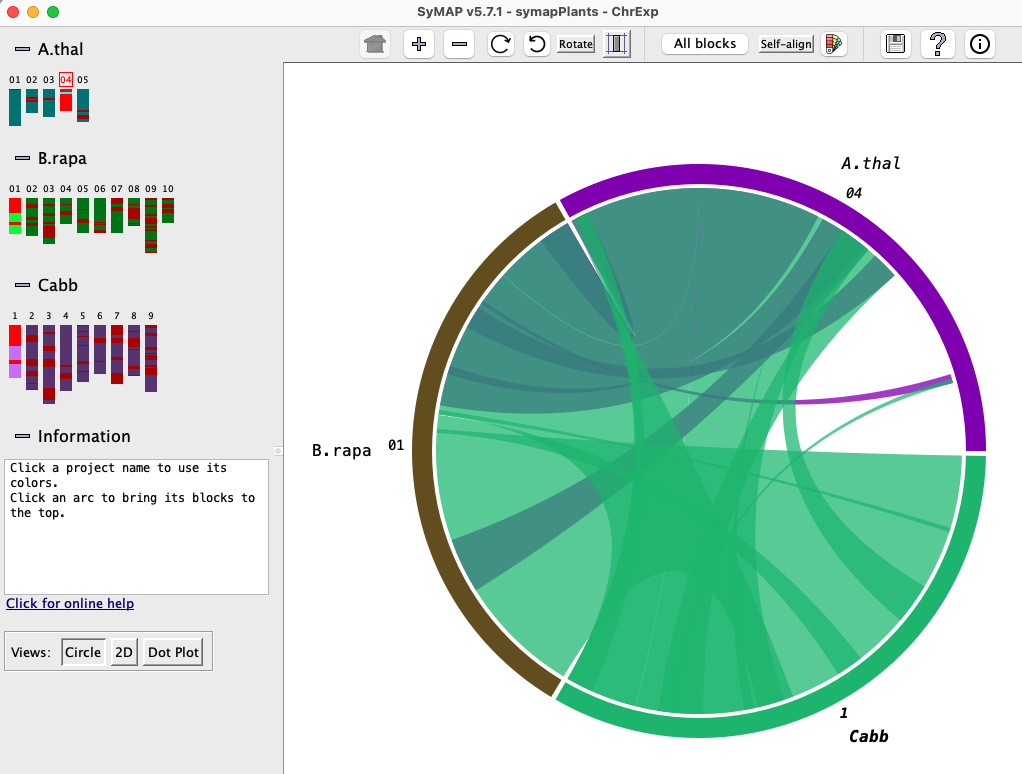 SyMAP v5.7.1 - symapPlants - ChrExp
Rotate
All blocks
Self-align
?
A.thal
01 02 03 04 05
B.rapa
01 02 03 04 05 06 07 08 09 10
Cabb
1 2 3 4 5 6 7 8 9
Information
Click a project name to use its
colors.
Click an arc to bring its blocks to
the top.
Click for online help
Views: Circle 2D Dot Plot
A.thal
04
B.rapa 01
1
Cabb